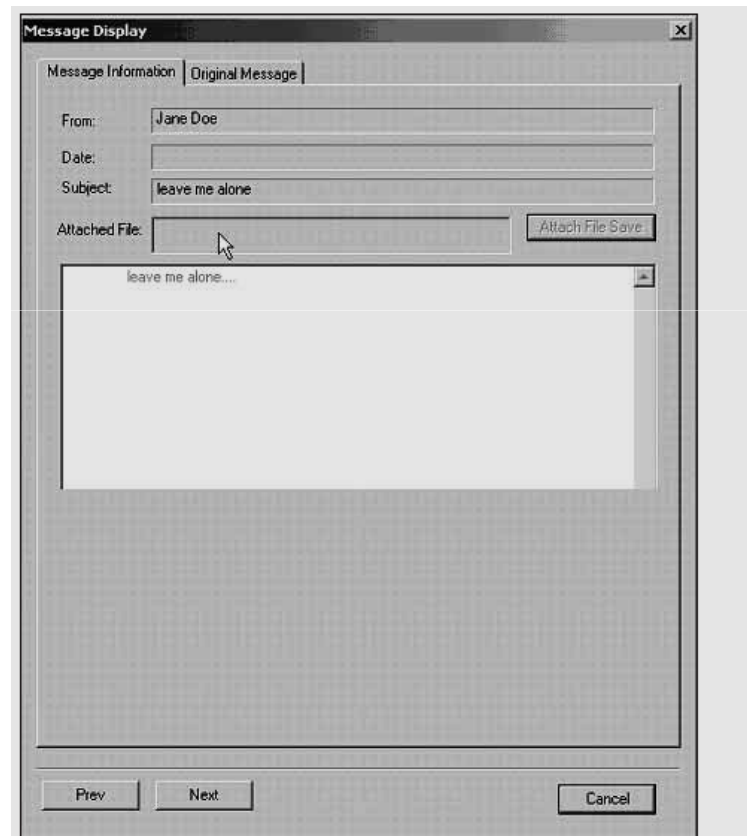 Message Display
Message Information Original Message
From: Jane Doe
Date:
Subject: leave me alone
Attached File: Attach File Save
leave me alone....
Prev Next Cancel